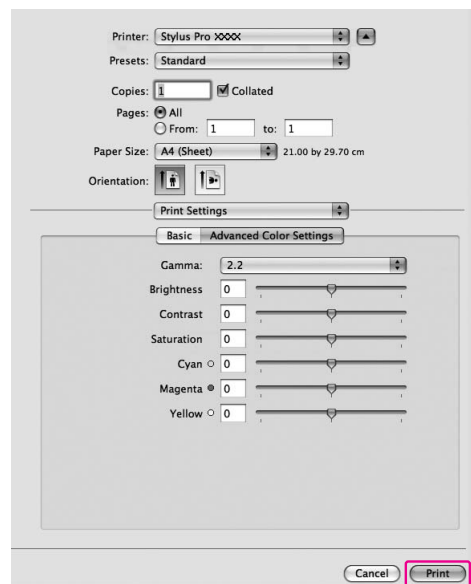 Printer: Stylus Pro XXXX
Presets: Standard
Copies: 1 Collated
Pages: All
From: 1 to: 1
Paper Size: A4 (Sheet) 21.00 by 29.70 cm
Orientation:
Print Settings
Basic Advanced Color Settings
Gamma: 2.2
Brightness 0
Contrast 0
Saturation 0
Cyan 0
Magenta 0
Yellow 0
Cancel Print